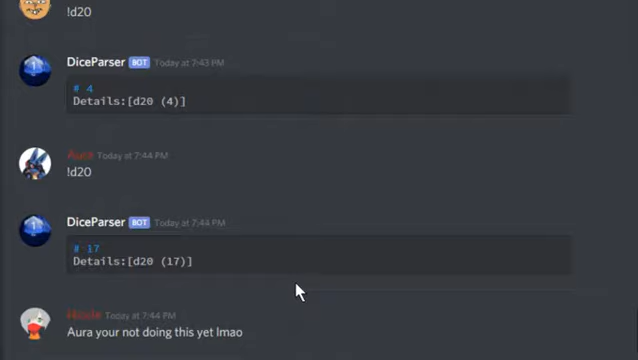 !d20
DiceParser BOT Today at 7:43 PM
# 4
Details:[d20 (4)]
Aura Today at 7:44 PM
!d20
DiceParser BOT Today at 7:44 PM
# 17
Details:[d20 (17)]
Today at 7:44 PM
Aura your not doing this yet lmao